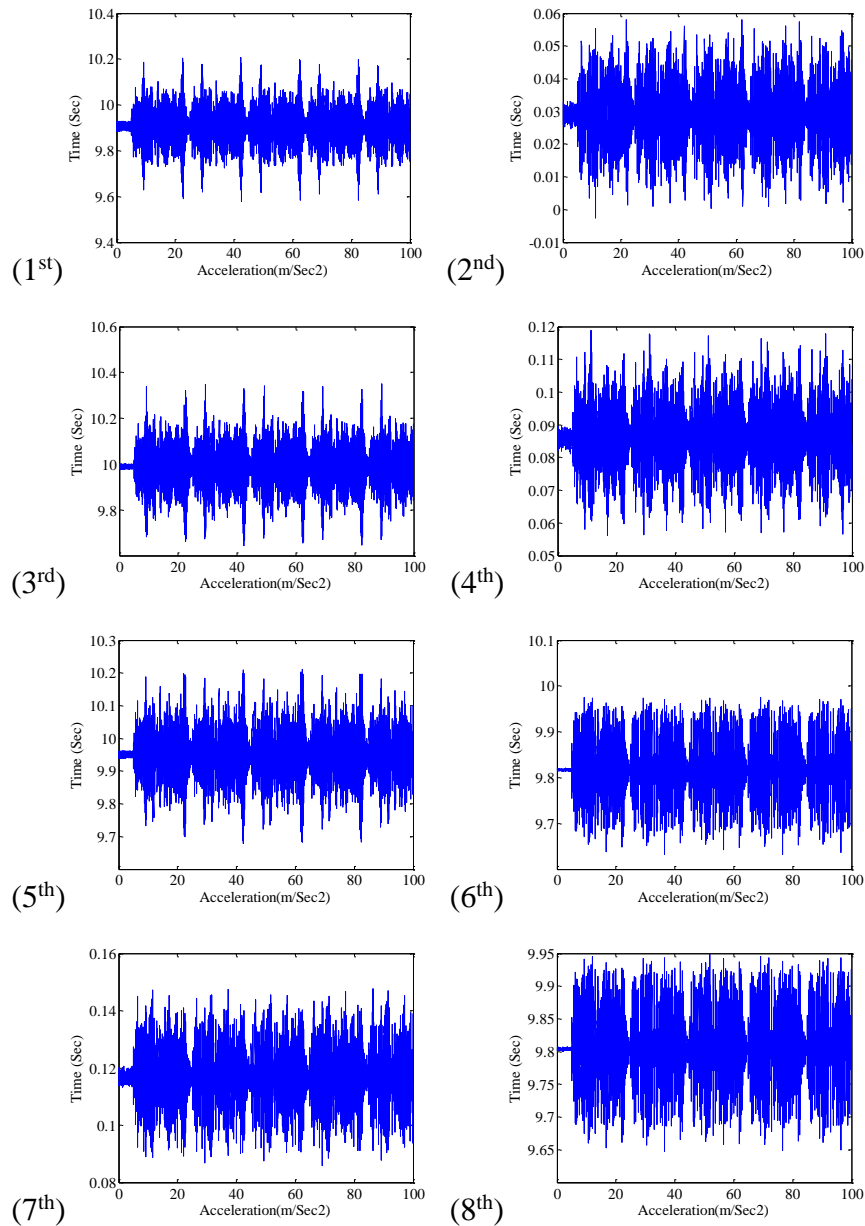 10.4
10.2
10
9.8
9.6
9.4
Time (Sec)
0 20 40 60 80 100
Acceleration(m/Sec2)
(1st)
0.06
0.05
0.04
0.03
0.02
0.01
0
-0.01
Time (Sec)
0 20 40 60 80 100
Acceleration(m/Sec2)
(2nd)
10.6
10.4
10.2
10
9.8
Time (Sec)
0 20 40 60 80 100
Acceleration(m/Sec2)
(3rd)
0.12
0.11
0.1
0.09
0.08
0.07
0.06
0.05
Time (Sec)
0 20 40 60 80 100
Acceleration(m/Sec2)
(4th)
10.3
10.2
10.1
10
9.9
9.8
9.7
Time (Sec)
0 20 40 60 80 100
Acceleration(m/Sec2)
(5th)
10.1
10
9.9
9.8
9.7
Time (Sec)
0 20 40 60 80 100
Acceleration(m/Sec2)
(6th)
0.16
0.14
0.12
0.1
0.08
Time (Sec)
0 20 40 60 80 100
Acceleration(m/Sec2)
(7th)
9.95
9.9
9.85
9.8
9.75
9.7
9.65
Time (Sec)
0 20 40 60 80 100
Acceleration(m/Sec2)
(8th)